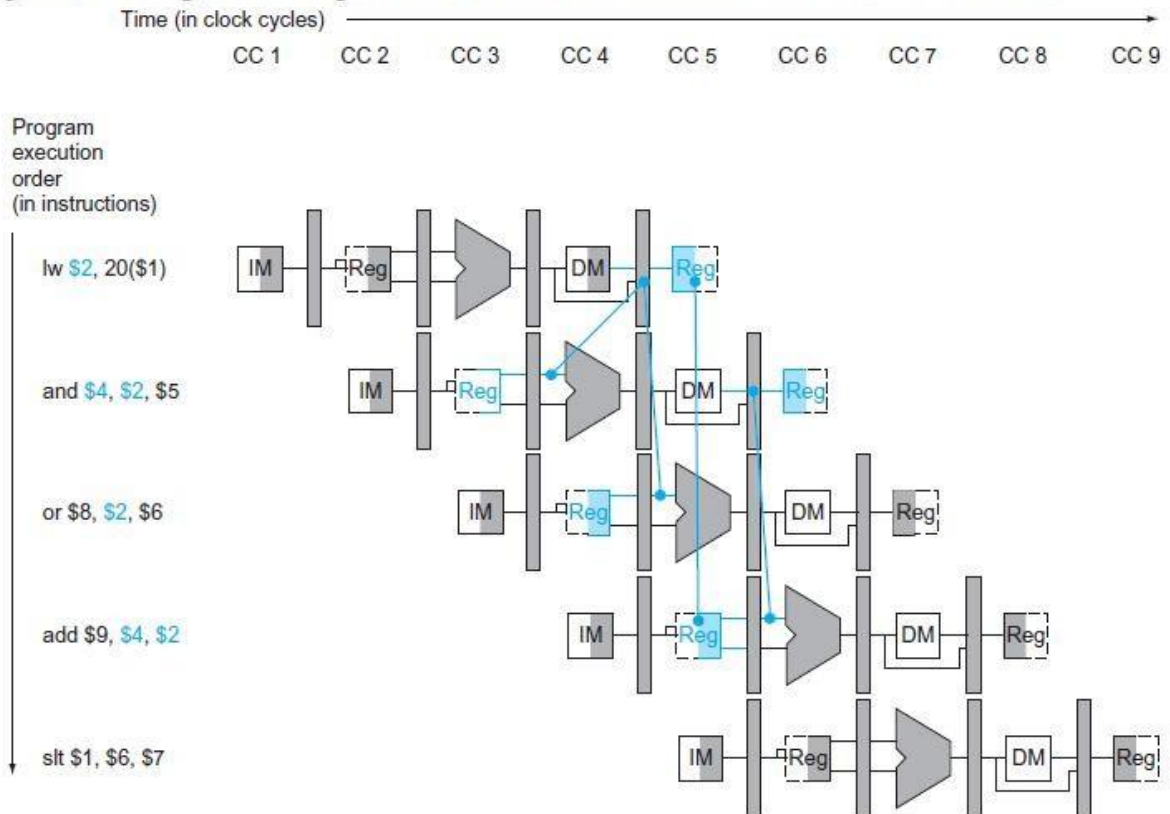 Time (in clock cycles)
CC 1 CC 2 CC 3 CC 4 CC 5 CC 6 CC 7 CC 8 CC 9
Program
execution
order
(in instructions)
lw $2, 20($1)
IM Reg DM Reg
and $4, $2, $5
IM Reg DM Reg
or $8, $2, $6
IM Reg DM Reg
add $9, $4, $2
IM Reg DM Reg
slt $1, $6, $7
IM Reg DM Reg